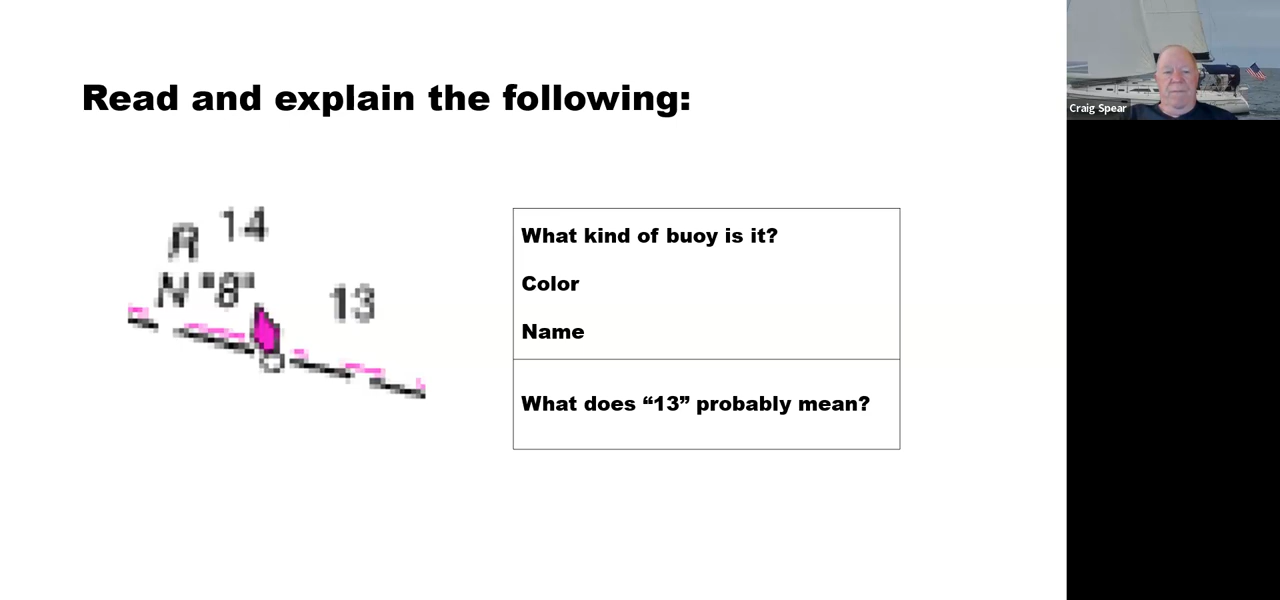 Read and explain the following:
14
R
N "8"
13
What kind of buoy is it?
Color
Name
What does “13” probably mean?
Craig Spear